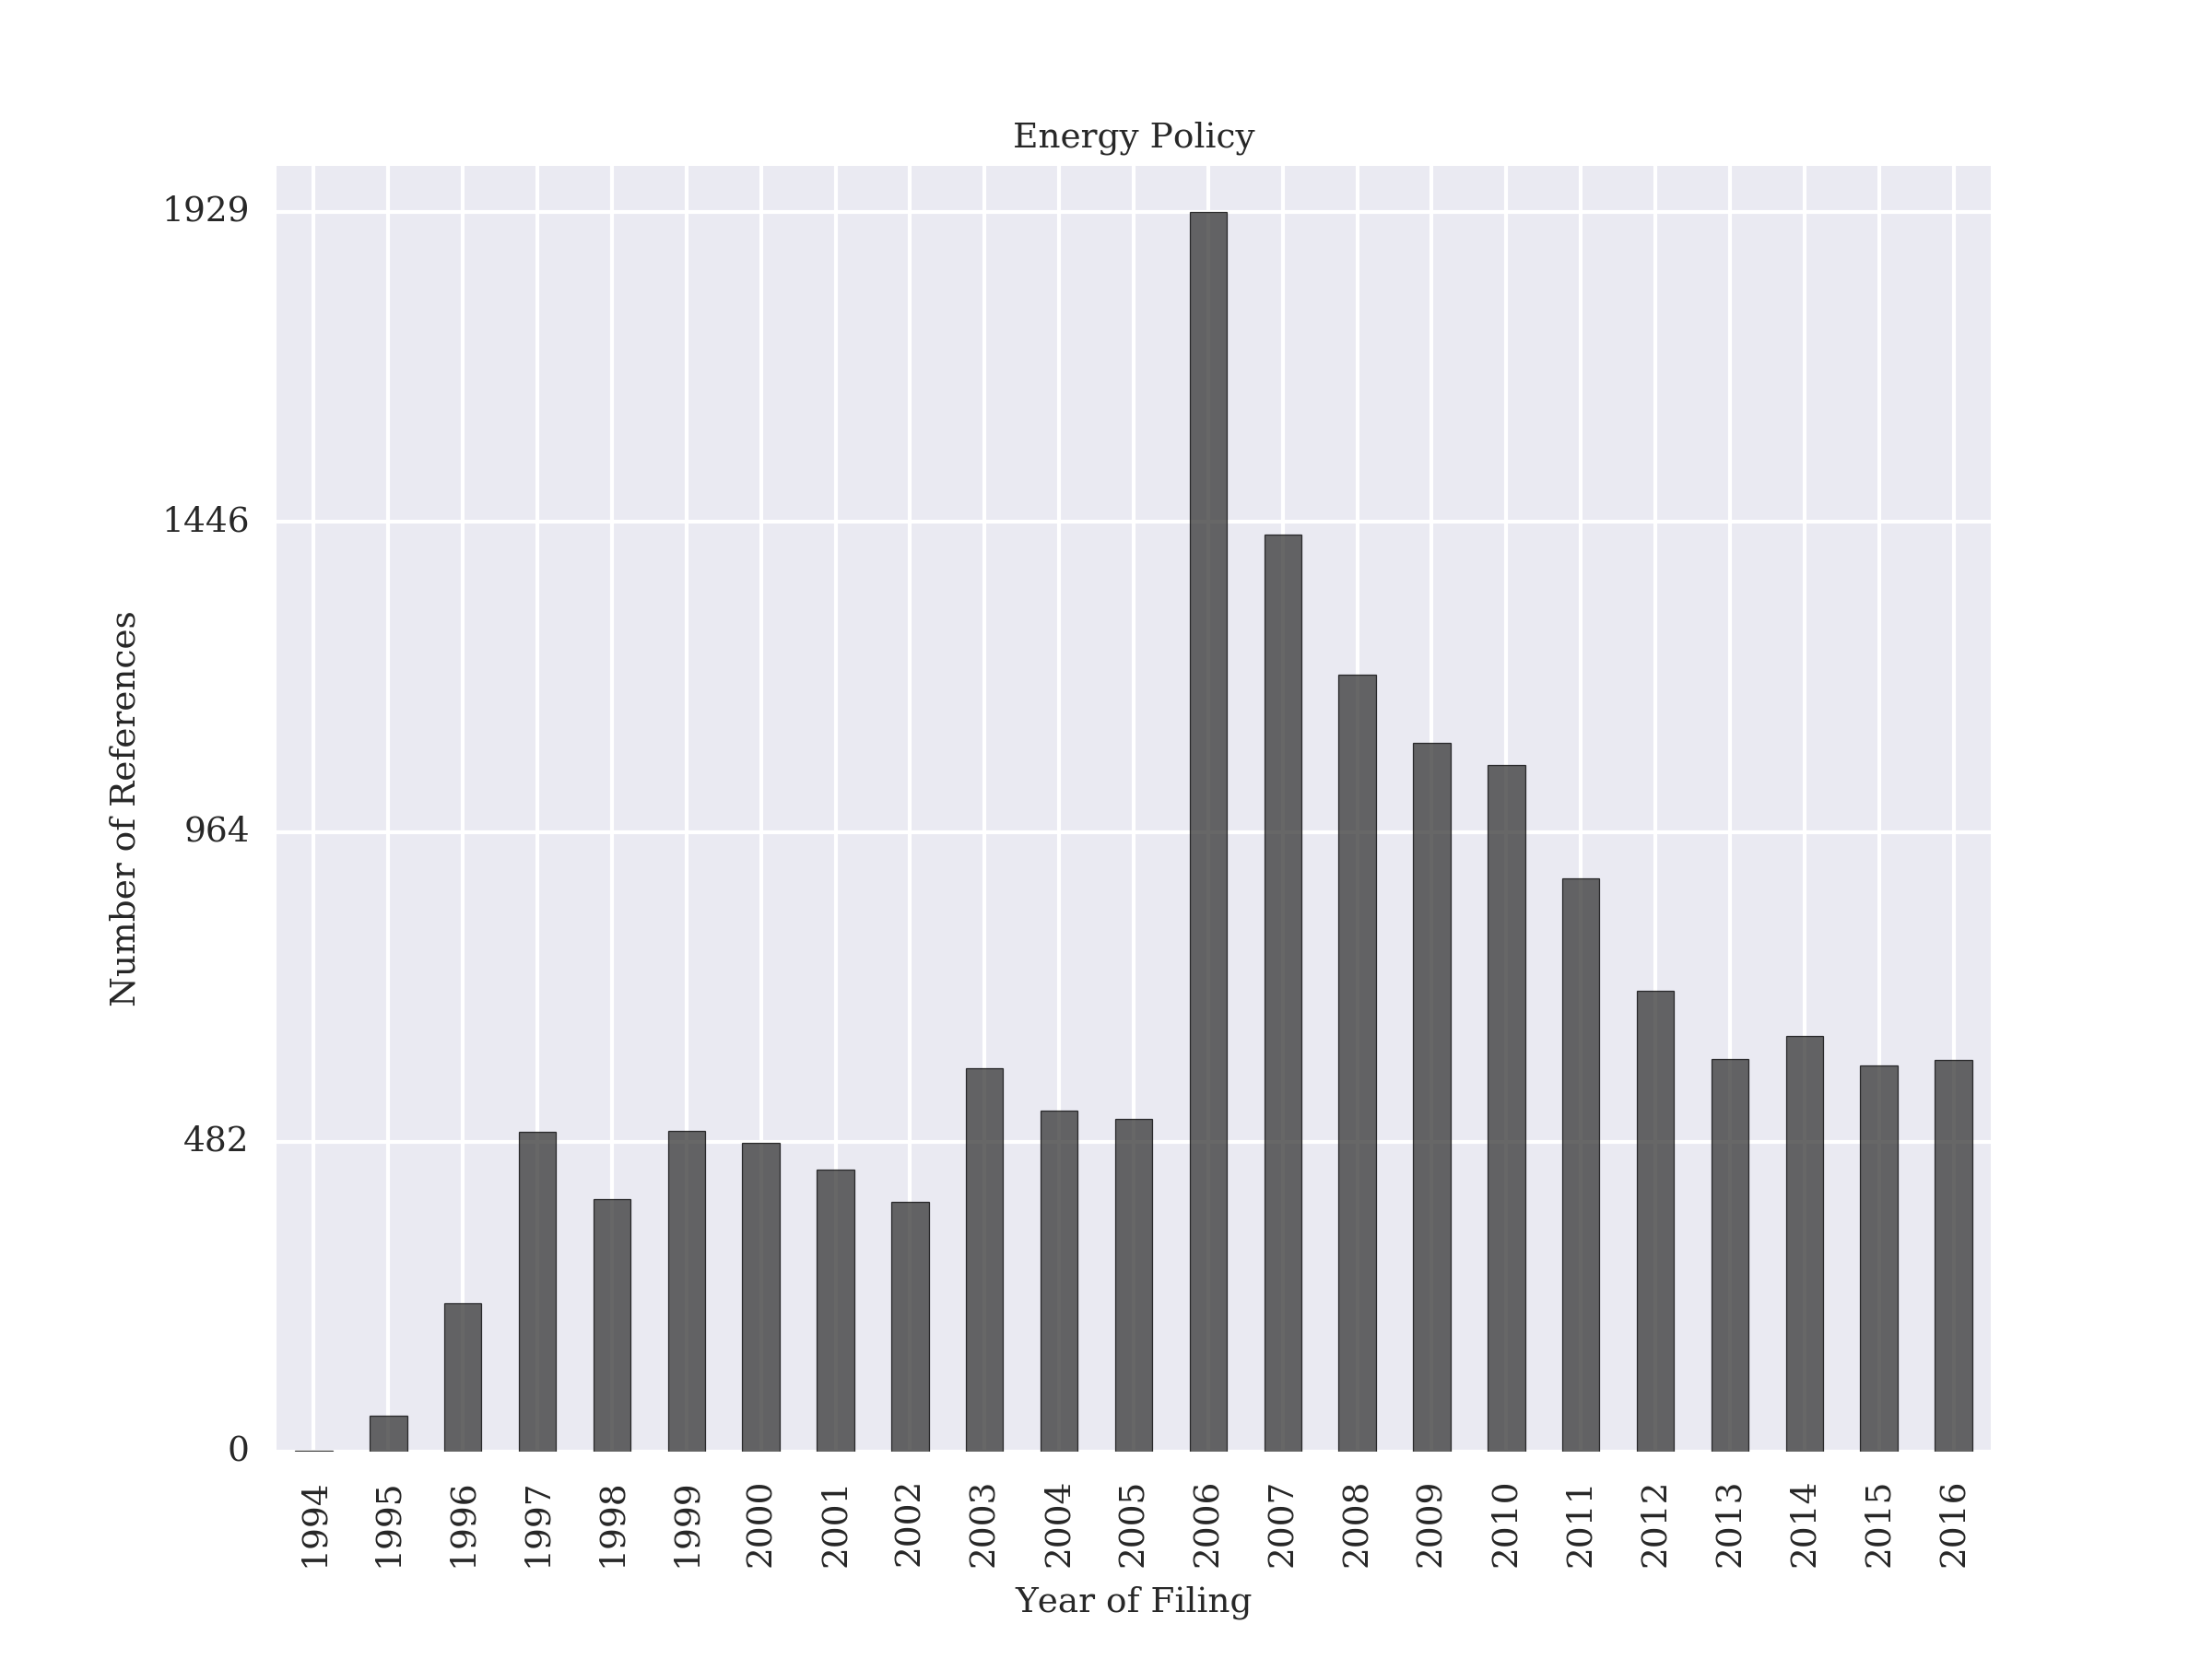 Energy Policy
1929
1446
964
482
0
Number of References
1994 1995 1996 1997 1998 1999 2000 2001 2002 2003 2004 2005 2006 2007 2008 2009 2010 2011 2012 2013 2014 2015 2016
Year of Filing